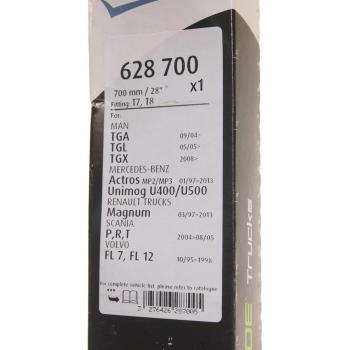 628 700
700 mm / 28" x1
Fitting: T7, T8
For:
MAN
TGA 09/04>
TGL 05/05>
TGX 2008>
MERCEDES-BENZ
Actros MP2/MP3 01/97>2013
Unimog U400/U500
RENAULT TRUCKS
Magnum 03/97>2013
SCANIA
P,R,T 2004>08/05
VOLVO
FL 7, FL 12 10/95>1998
For complete vehicle list, please refer to catalogue
3 276426 287005
Trucks